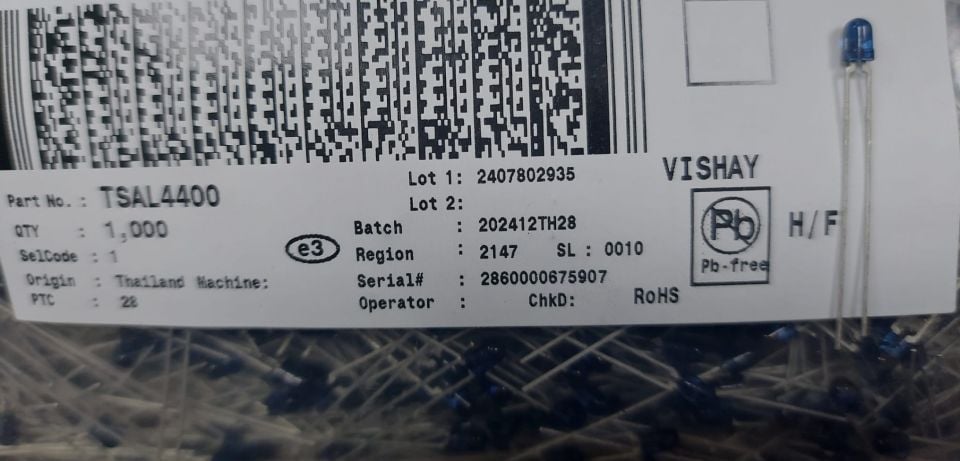 Part No. : TSAL4400
QTY : 1,000
SelCode : 1
Origin : Thailand Machine:
PTC : 28
e3
Lot 1: 2407802935
Lot 2:
Batch : 202412TH28
Region : 2147 SL : 0010
Serial# : 2860000675907
Operator : ChkD:
RoHS
VISHAY
Pb
Pb-free
H/F